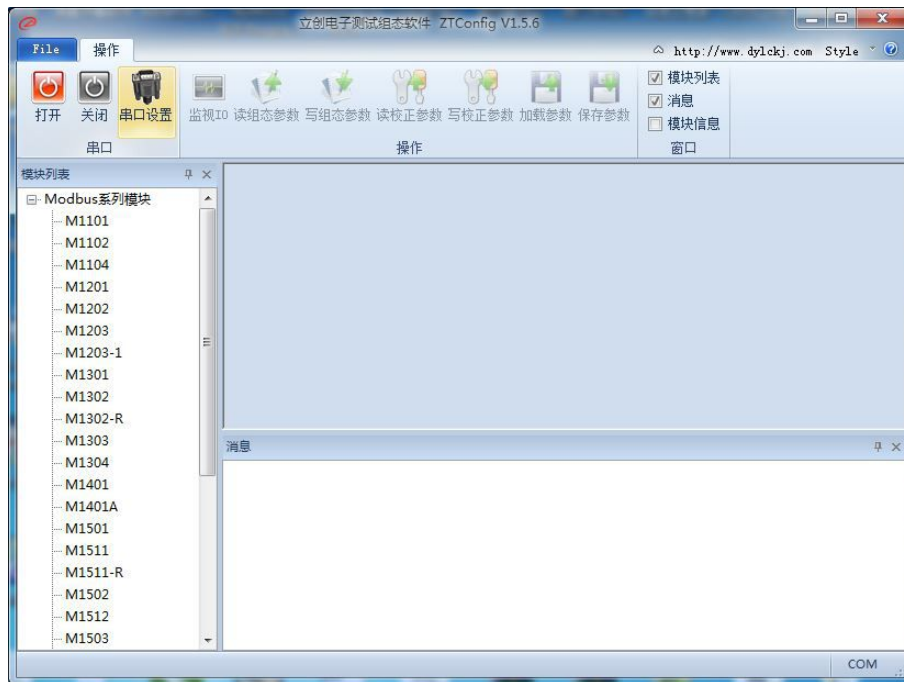 立创电子测试组态软件 ZTConfig V1.5.6
File 操作 http://www.dylckj.com Style
打开 关闭 串口设置 监视IO 读组态参数 写组态参数 读校正参数 写校正参数 加载参数 保存参数
模块列表
消息
模块信息
串口 操作 窗口
模块列表
Modbus系列模块
M1101
M1102
M1104
M1201
M1202
M1203
M1203-1
M1301
M1302
M1302-R
M1303
M1304
M1401
M1401A
M1501
M1511
M1511-R
M1502
M1512
M1503
消息
COM